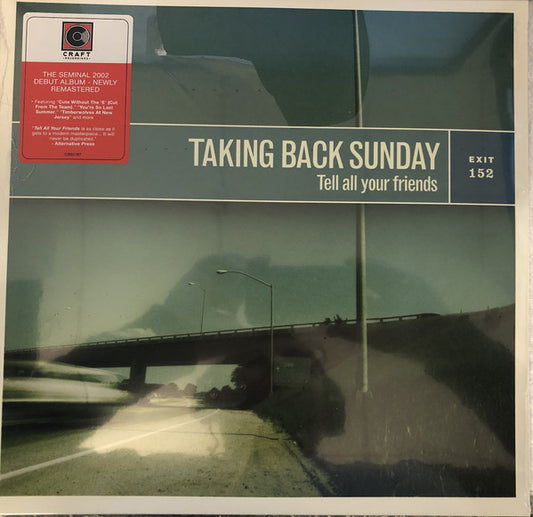 CRAFT
RECORDINGS
THE SEMINAL 2002
DEBUT ALBUM - NEWLY
REMASTERED
• Featuring "Cute Without The 'E' (Cut
From The Team)," "You're So Last
Summer," "Timberwolves At New
Jersey" and more
"Tell All Your Friends is as close as it
gets to a modern masterpiece... It will
never be duplicated."
- Alternative Press
TAKING BACK SUNDAY
Tell all your friends
EXIT
152